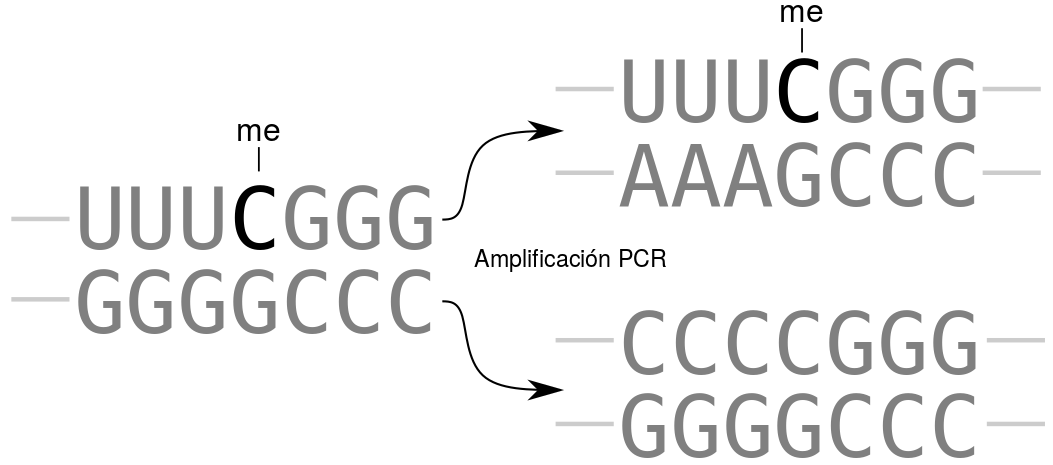 me
UUUCGGG
GGGGCCC
Amplificación PCR
me
UUUCGGG
AAAGCCC
CCCCGGG
GGGGCCC